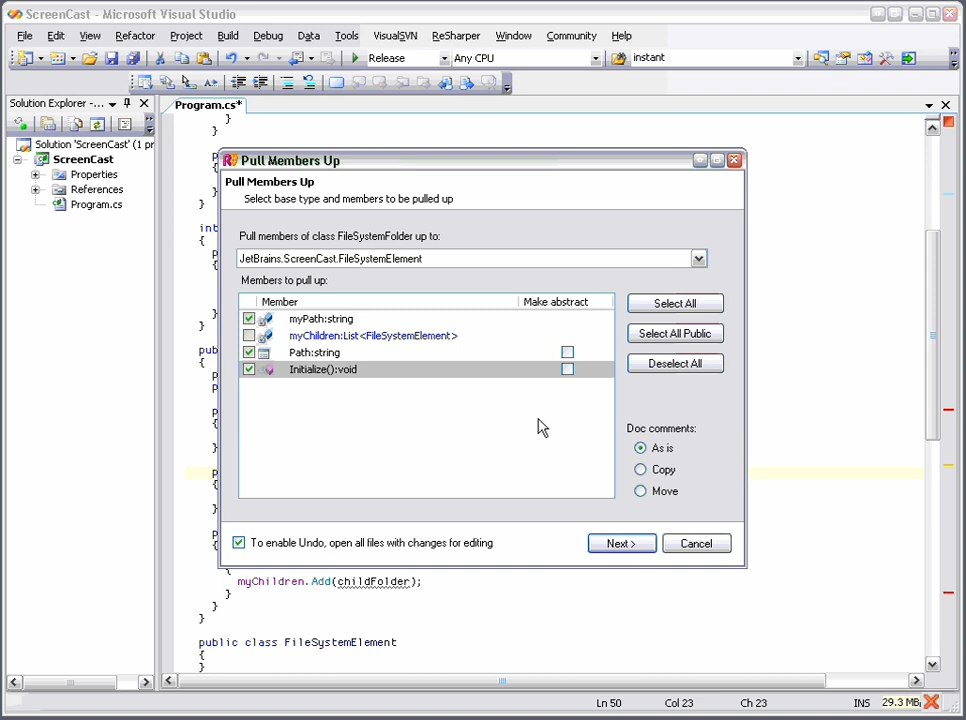 ScreenCast - Microsoft Visual Studio
File Edit View Refactor Project Build Debug Data Tools VisualSVN ReSharper Window Community Help
Release Any CPU instant
Solution Explorer -...
Program.cs*
Solution 'ScreenCast' (1 pr
ScreenCast
Properties
References
Program.cs
}
}
p
{
}
}
int
{
p
{
}
}
pub
{
p
p
p
{
}
p
{
}
p
{
Pull Members Up
Pull Members Up
Select base type and members to be pulled up
Pull members of class FileSystemFolder up to:
JetBrains.ScreenCast.FileSystemElement
Members to pull up:
Member Make abstract
myPath:string
myChildren:List<FileSystemElement>
Path:string
Initialize():void
Select All
Select All Public
Deselect All
Doc comments:
As is
Copy
Move
To enable Undo, open all files with changes for editing
Next >
Cancel
{
myChildren.Add(childFolder);
}
}
}
public class FileSystemElement
{
}
Ln 50 Col 23 Ch 23 INS 29.3 MB